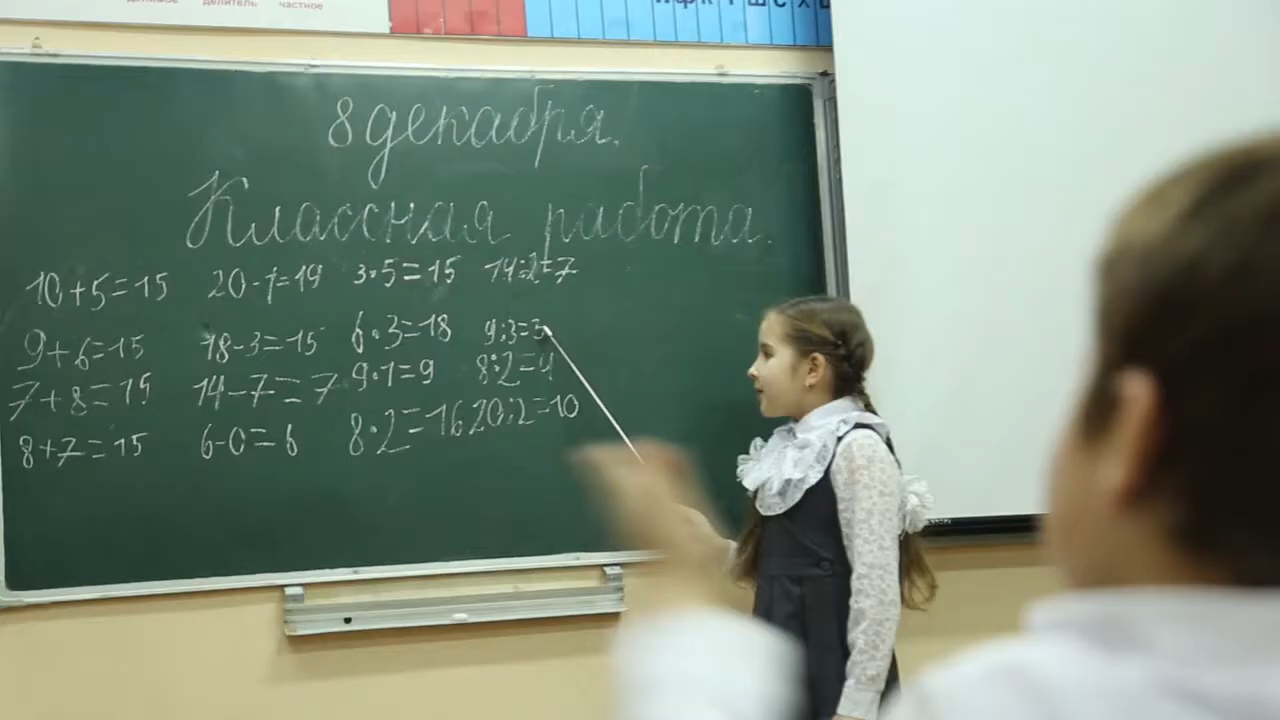 делитель частное
8 декабря.
Классная работа.
10+5=15 20-1=19 3·5=15 14:2=7
9+6=15 18-3=15 6·3=18 9:3=3
7+8=15 14-7=7 9·1=9 8:2=4
8+7=15 6-0=6 8·2=16 20:2=10